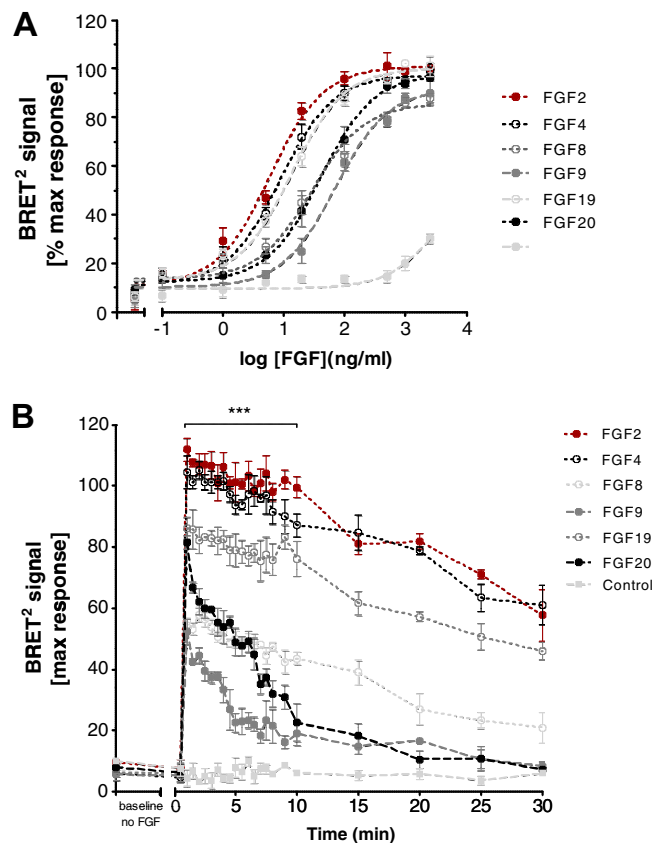 A
BRET2 signal
[% max response]
120
100
80
60
40
20
0
-1
0
1
2
3
4
log [FGF](ng/ml)
FGF2
FGF4
FGF8
FGF9
FGF19
FGF20
B
BRET2 signal
[max response]
120
100
80
60
40
20
0
***
baseline
no FGF
0
5
10
15
20
25
30
Time (min)
FGF2
FGF4
FGF8
FGF9
FGF19
FGF20
Control